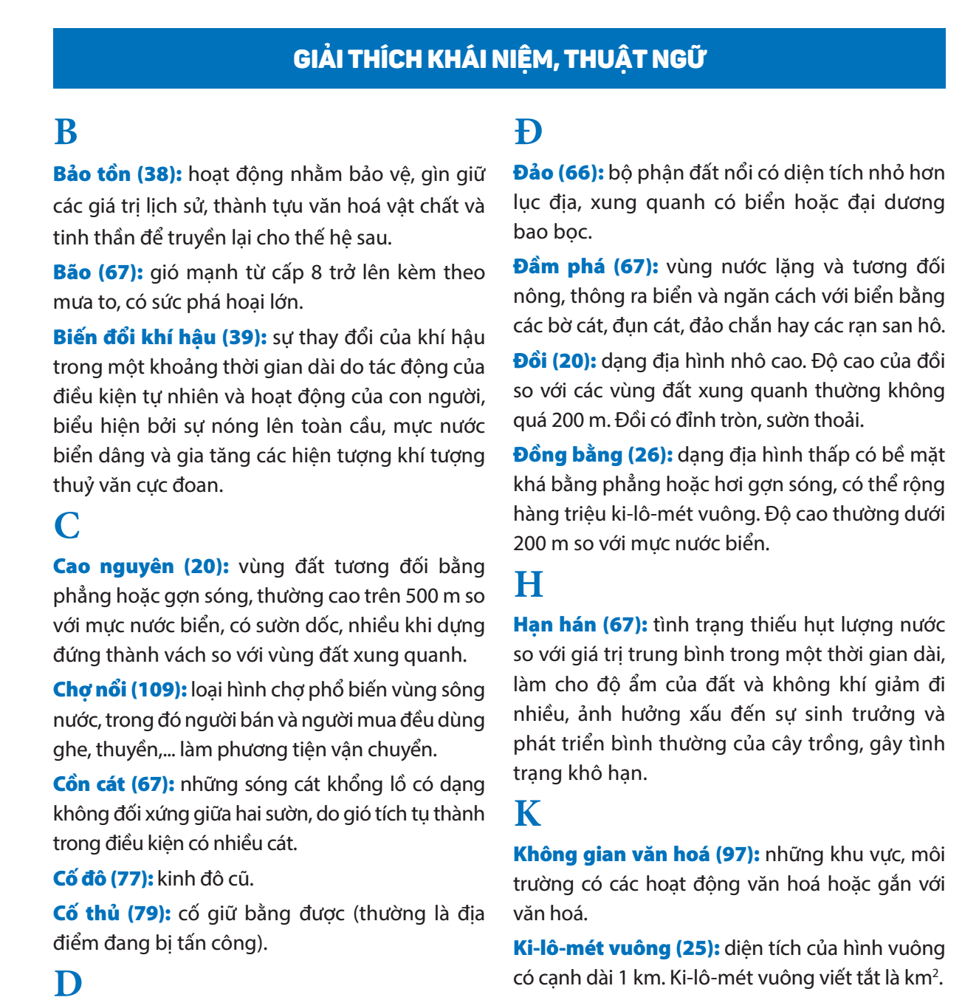 GIẢI THÍCH KHÁI NIỆM, THUẬT NGỮ
B
Bảo tồn (38): hoạt động nhằm bảo vệ, gìn giữ
các giá trị lịch sử, thành tựu văn hoá vật chất và
tinh thần để truyền lại cho thế hệ sau.
Bão (67): gió mạnh từ cấp 8 trở lên kèm theo
mưa to, có sức phá hoại lớn.
Biến đổi khí hậu (39): sự thay đổi của khí hậu
trong một khoảng thời gian dài do tác động của
điều kiện tự nhiên và hoạt động của con người,
biểu hiện bởi sự nóng lên toàn cầu, mực nước
biển dâng và gia tăng các hiện tượng khí tượng
thuỷ văn cực đoan.
C
Cao nguyên (20): vùng đất tương đối bằng
phẳng hoặc gợn sóng, thường cao trên 500 m so
với mực nước biển, có sườn dốc, nhiều khi dựng
đứng thành vách so với vùng đất xung quanh.
Chợ nổi (109): loại hình chợ phổ biến vùng sông
nước, trong đó người bán và người mua đều dùng
ghe, thuyền,... làm phương tiện vận chuyển.
Cồn cát (67): những sóng cát khổng lồ có dạng
không đối xứng giữa hai sườn, do gió tích tụ thành
trong điều kiện có nhiều cát.
Cố đô (77): kinh đô cũ.
Cố thủ (79): cố giữ bằng được (thường là địa
điểm đang bị tấn công).
D
Đ
Đảo (66): bộ phận đất nổi có diện tích nhỏ hơn
lục địa, xung quanh có biển hoặc đại dương
bao bọc.
Đầm phá (67): vùng nước lặng và tương đối
nông, thông ra biển và ngăn cách với biển bằng
các bờ cát, đụn cát, đảo chắn hay các rạn san hô.
Đồi (20): dạng địa hình nhô cao. Độ cao của đồi
so với các vùng đất xung quanh thường không
quá 200 m. Đồi có đỉnh tròn, sườn thoải.
Đồng bằng (26): dạng địa hình thấp có bề mặt
khá bằng phẳng hoặc hơi gợn sóng, có thể rộng
hàng triệu ki-lô-mét vuông. Độ cao thường dưới
200 m so với mực nước biển.
H
Hạn hán (67): tình trạng thiếu hụt lượng nước
so với giá trị trung bình trong một thời gian dài,
làm cho độ ẩm của đất và không khí giảm đi
nhiều, ảnh hưởng xấu đến sự sinh trưởng và
phát triển bình thường của cây trồng, gây tình
trạng khô hạn.
K
Không gian văn hoá (97): những khu vực, môi
trường có các hoạt động văn hoá hoặc gắn với
văn hoá.
Ki-lô-mét vuông (25): diện tích của hình vuông
có cạnh dài 1 km. Ki-lô-mét vuông viết tắt là km².